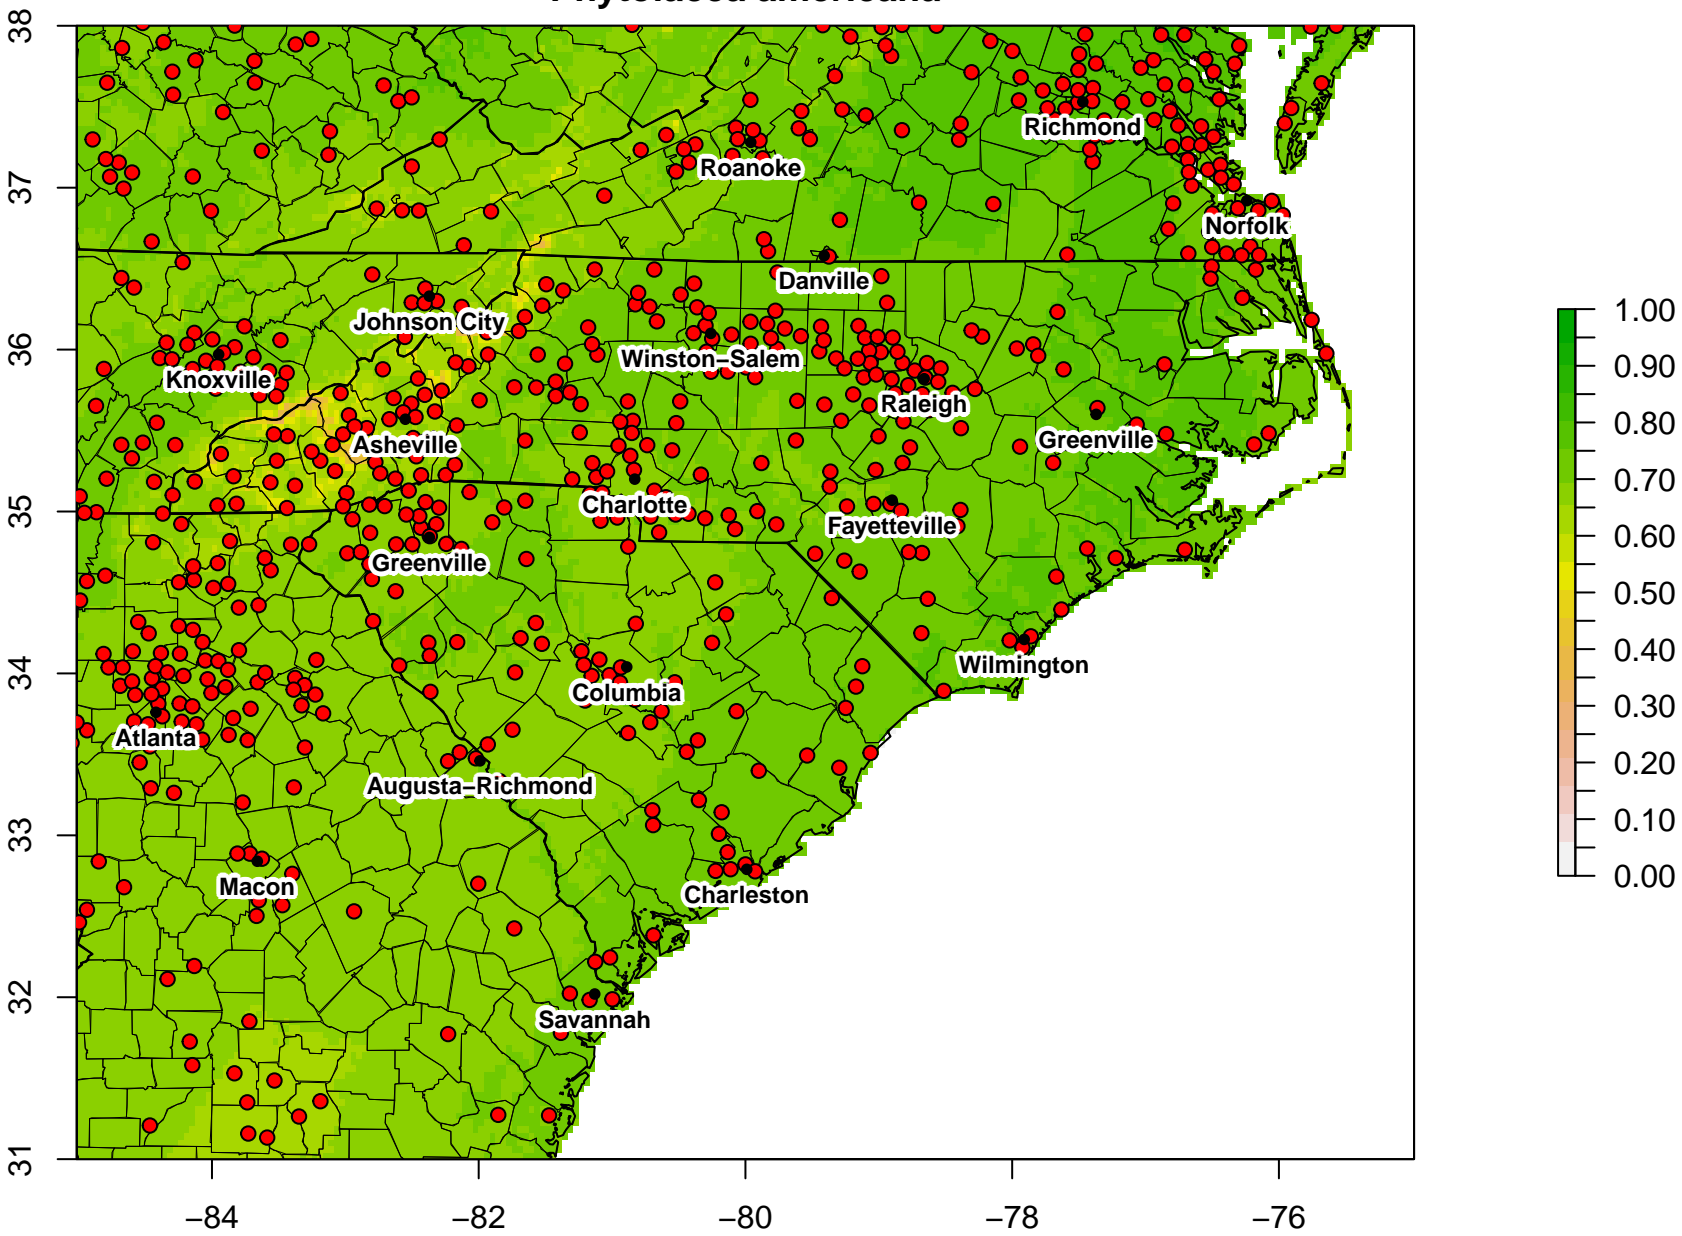 Phytolacca americana
38
37
36
35
34
33
32
31
Richmond
Roanoke
Norfolk
Danville
Johnson City
Winston–Salem
Knoxville
Raleigh
Greenville
Asheville
Charlotte
Fayetteville
Greenville
Wilmington
Columbia
Atlanta
Augusta–Richmond
Macon
Charleston
Savannah
−84
−82
−80
−78
−76
1.00
0.90
0.80
0.70
0.60
0.50
0.40
0.30
0.20
0.10
0.00